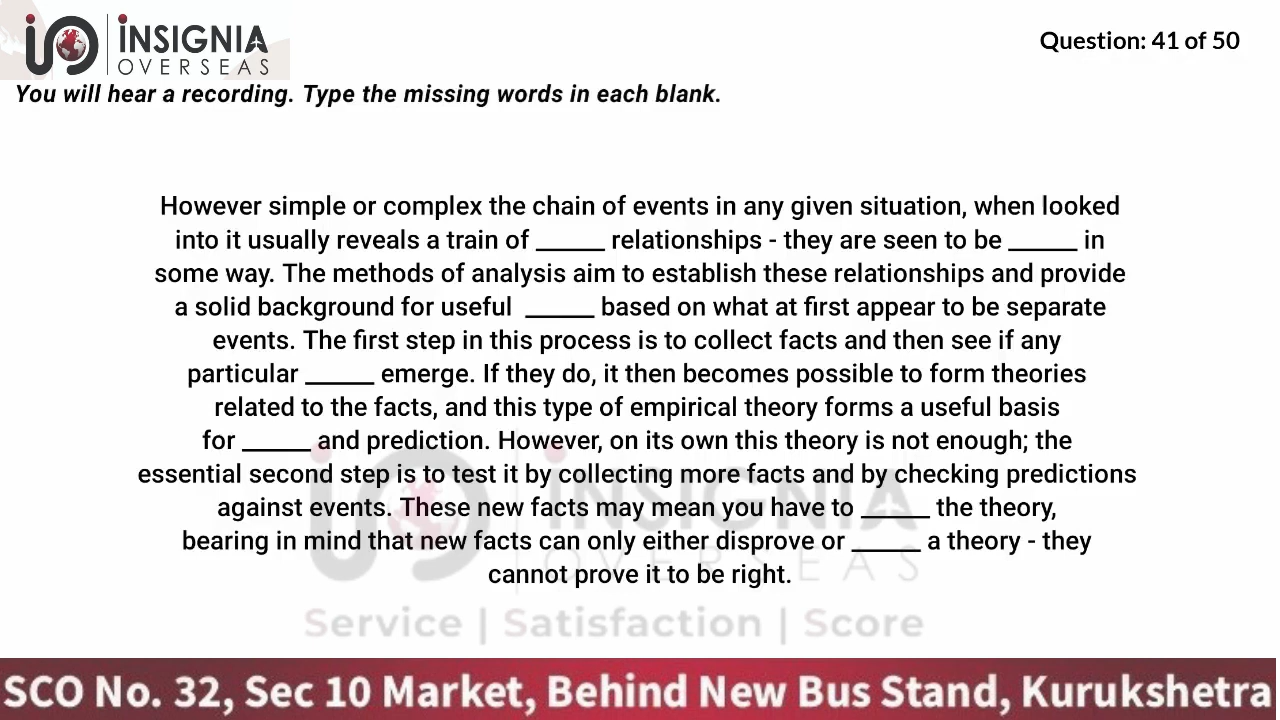 INSIGNIA
OVERSEAS
Question: 41 of 50
You will hear a recording. Type the missing words in each blank.
However simple or complex the chain of events in any given situation, when looked
into it usually reveals a train of _____ relationships - they are seen to be _____ in
some way. The methods of analysis aim to establish these relationships and provide
a solid background for useful _____ based on what at first appear to be separate
events. The first step in this process is to collect facts and then see if any
particular _____ emerge. If they do, it then becomes possible to form theories
related to the facts, and this type of empirical theory forms a useful basis
for _____ and prediction. However, on its own this theory is not enough; the
essential second step is to test it by collecting more facts and by checking predictions
against events. These new facts may mean you have to _____ the theory,
bearing in mind that new facts can only either disprove or _____ a theory - they
cannot prove it to be right.
INSIGNIA
OVERSEAS
Service | Satisfaction | Score
SCO No. 32, Sec 10 Market, Behind New Bus Stand, Kurukshetra